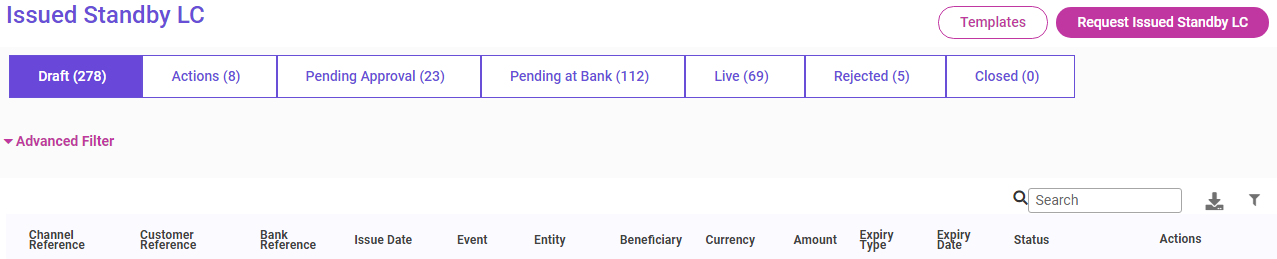 Issued Standby LC
Templates
Request Issued Standby LC
Draft (278)
Actions (8)
Pending Approval (23)
Pending at Bank (112)
Live (69)
Rejected (5)
Closed (0)
Advanced Filter
Search
Channel
Reference
Customer
Reference
Bank
Reference
Issue Date
Event
Entity
Beneficiary
Currency
Amount
Expiry
Type
Expiry
Date
Status
Actions